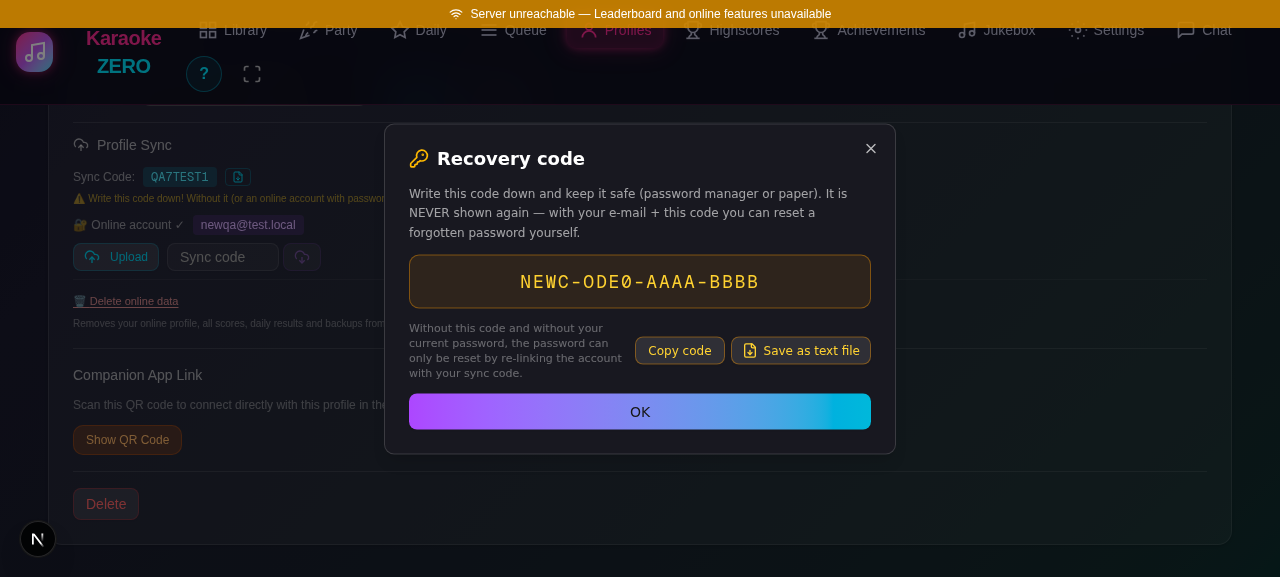 Server unreachable — Leaderboard and online features unavailable
Karaoke
ZERO
Library
Party
Daily
Queue
Profiles
Highscores
Achievements
Jukebox
Settings
Chat
?
Profile Sync
Sync Code: QA7TEST1
⚠️ Write this code down! Without it (or an online account with password
🔐 Online account ✓ newqa@test.local
Upload
Sync code
🗑️ Delete online data
Removes your online profile, all scores, daily results and backups from
Companion App Link
Scan this QR code to connect directly with this profile in the
Show QR Code
Delete
N
Recovery code
Write this code down and keep it safe (password manager or paper). It is
NEVER shown again — with your e-mail + this code you can reset a
forgotten password yourself.
NEWC-ODE0-AAAA-BBBB
Without this code and without your
current password, the password can
only be reset by re-linking the account
with your sync code.
Copy code
Save as text file
OK